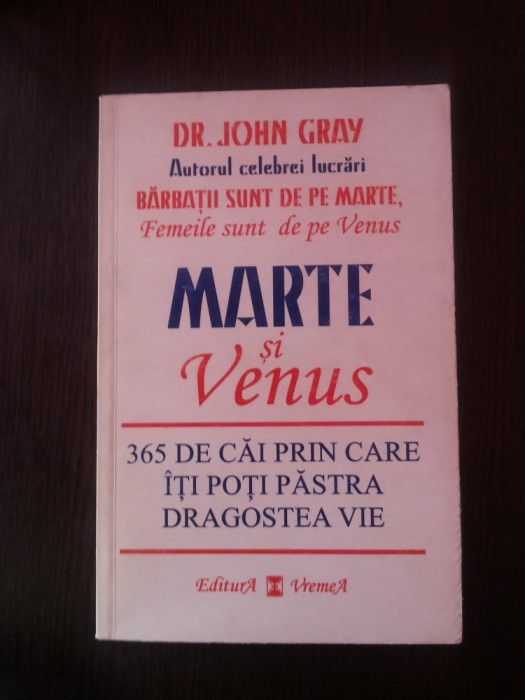 DR. JOHN GRAY
Autorul celebrei lucrări
BĂRBAȚII SUNT DE PE MARTE,
Femeile sunt de pe Venus
MARTE
și
Venus
365 DE CĂI PRIN CARE
ÎȚI POȚI PĂSTRA
DRAGOSTEA VIE
EditurA VremeA